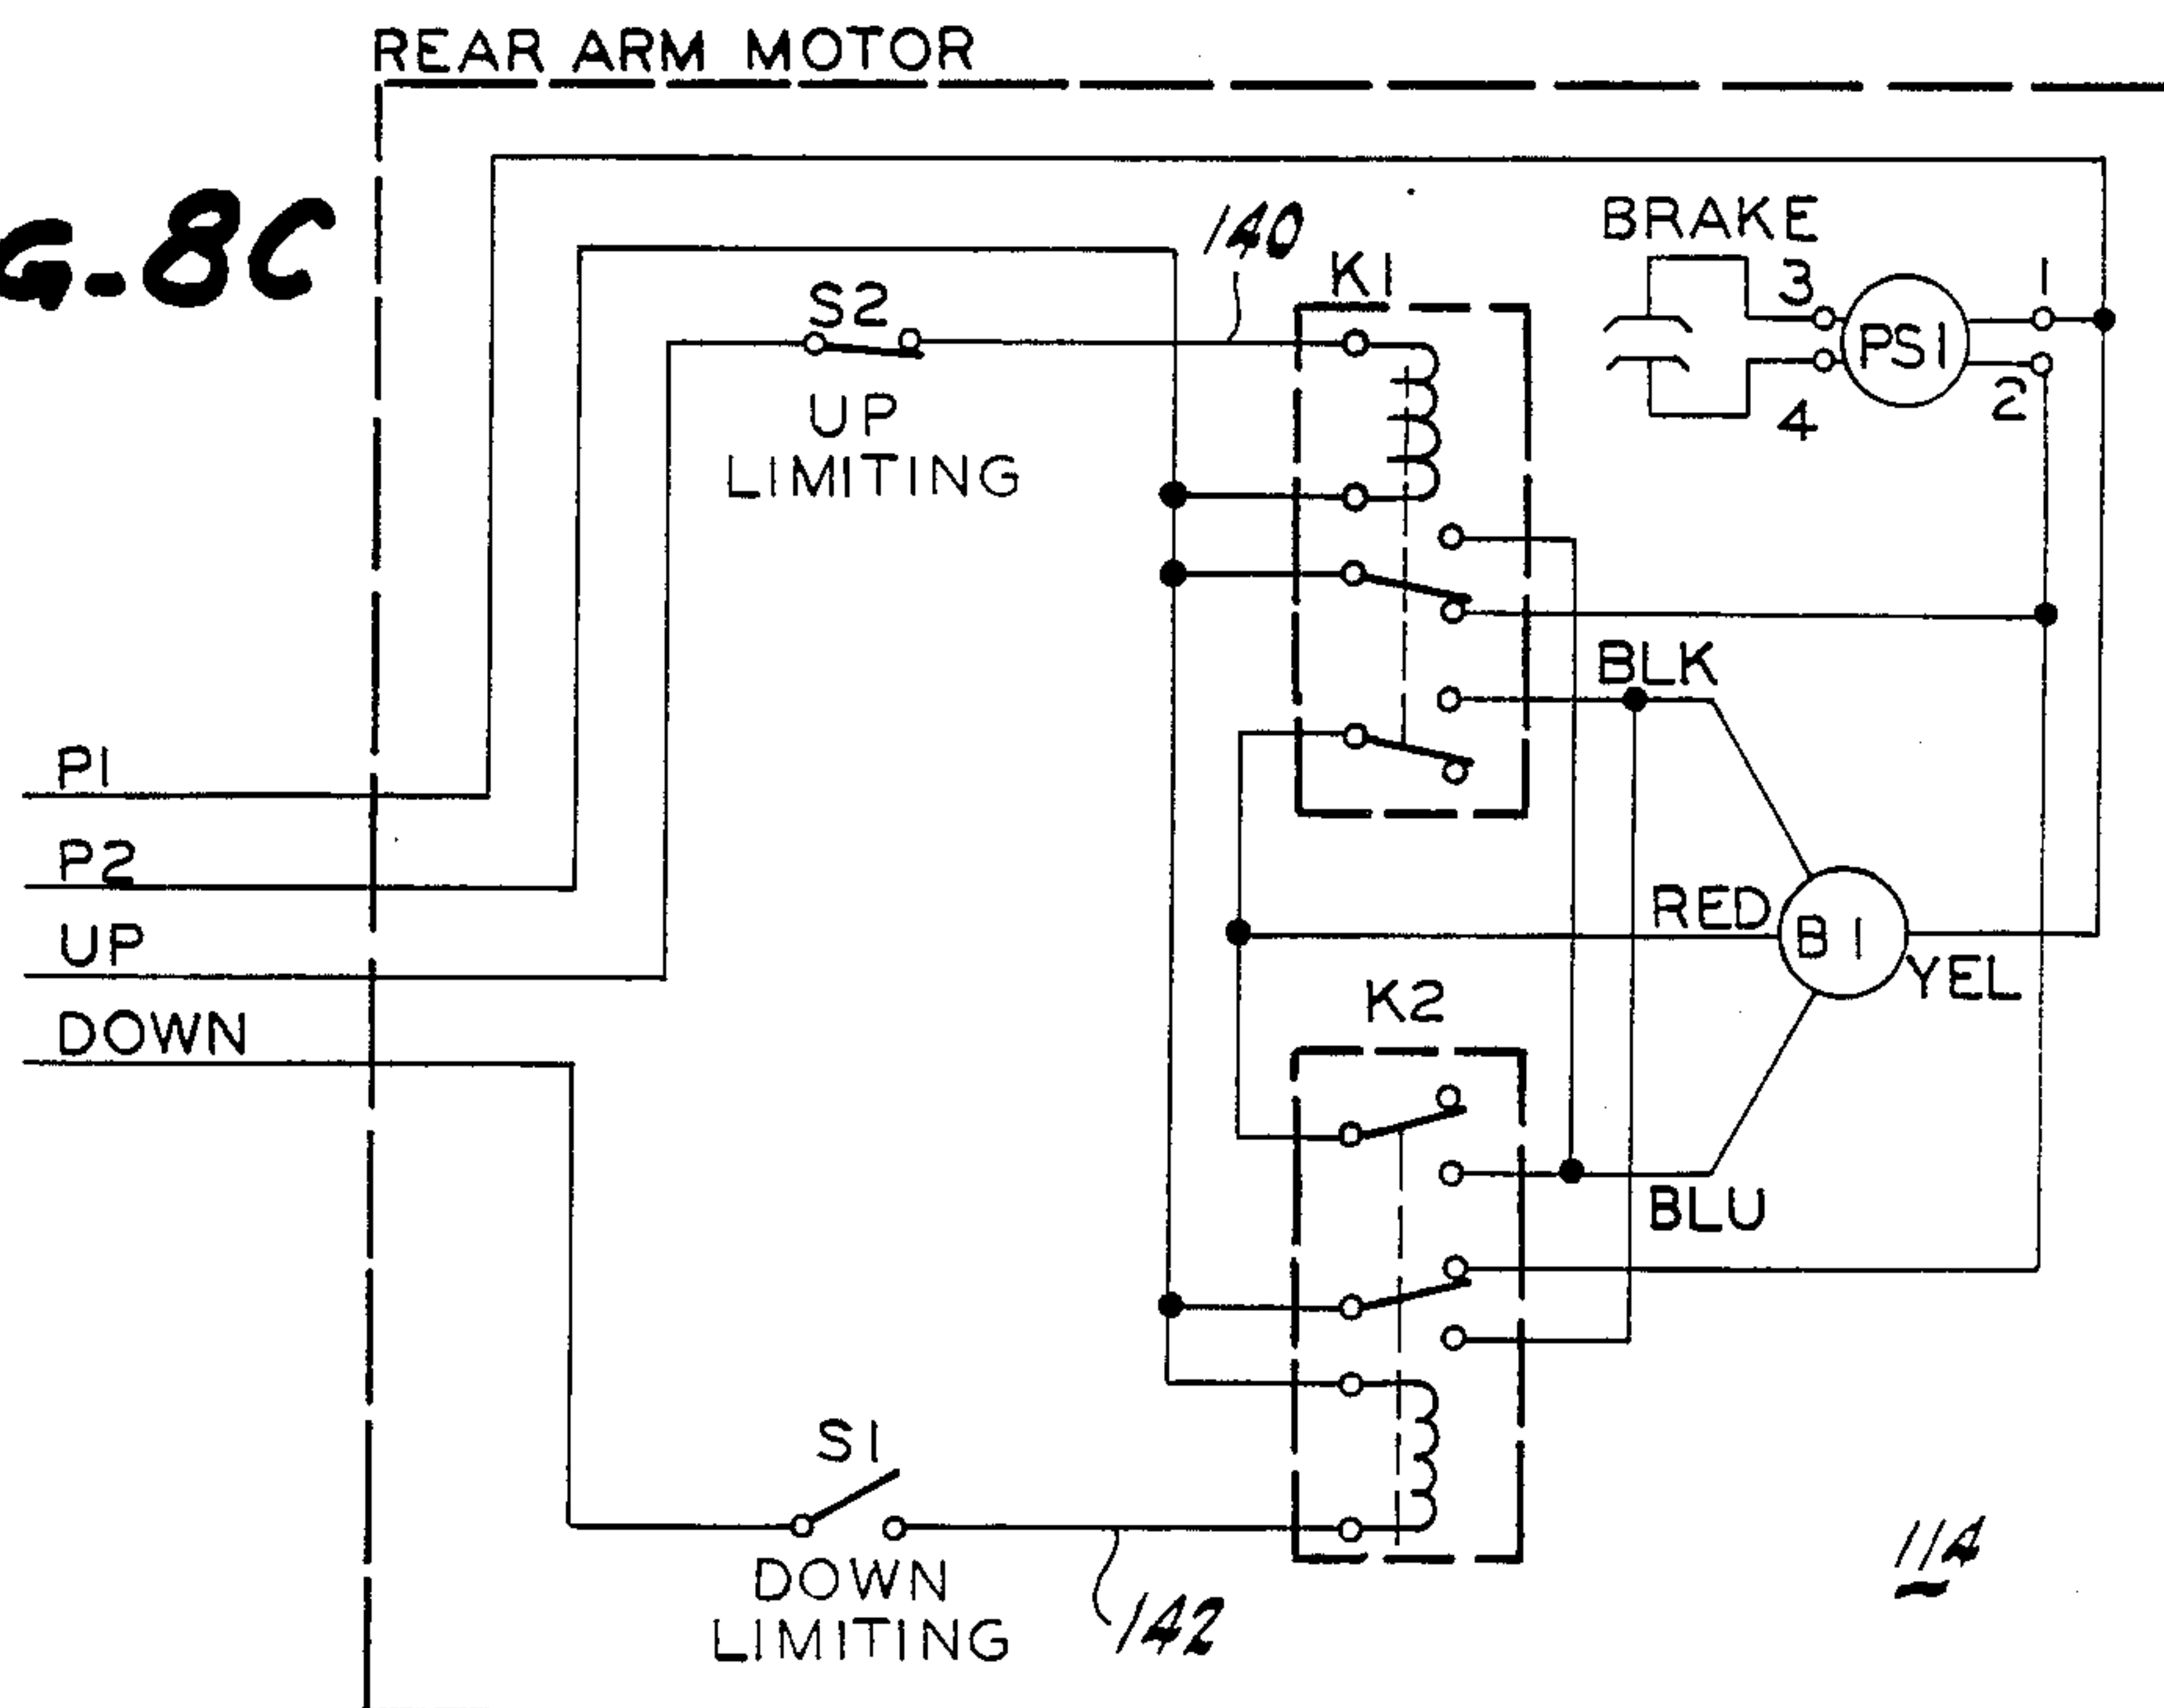 REAR ARM MOTOR
G.-8C
140
BRAKE
K1
3
1
S2
PS1
UP
LIMITING
4
2
BLK
P1
P2
RED
B1
UP
YEL
K2
DOWN
BLU
S1
DOWN
LIMITING
142
114